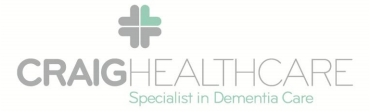 CRAIGHEALTHCARE
Specialist in Dementia Care